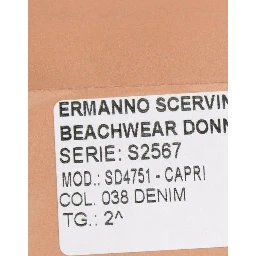 ERMANNO SCERVIN
BEACHWEAR DONN
SERIE: S2567
MOD.: SD4751 - CAPRI
COL. 038 DENIM
TG.: 2^